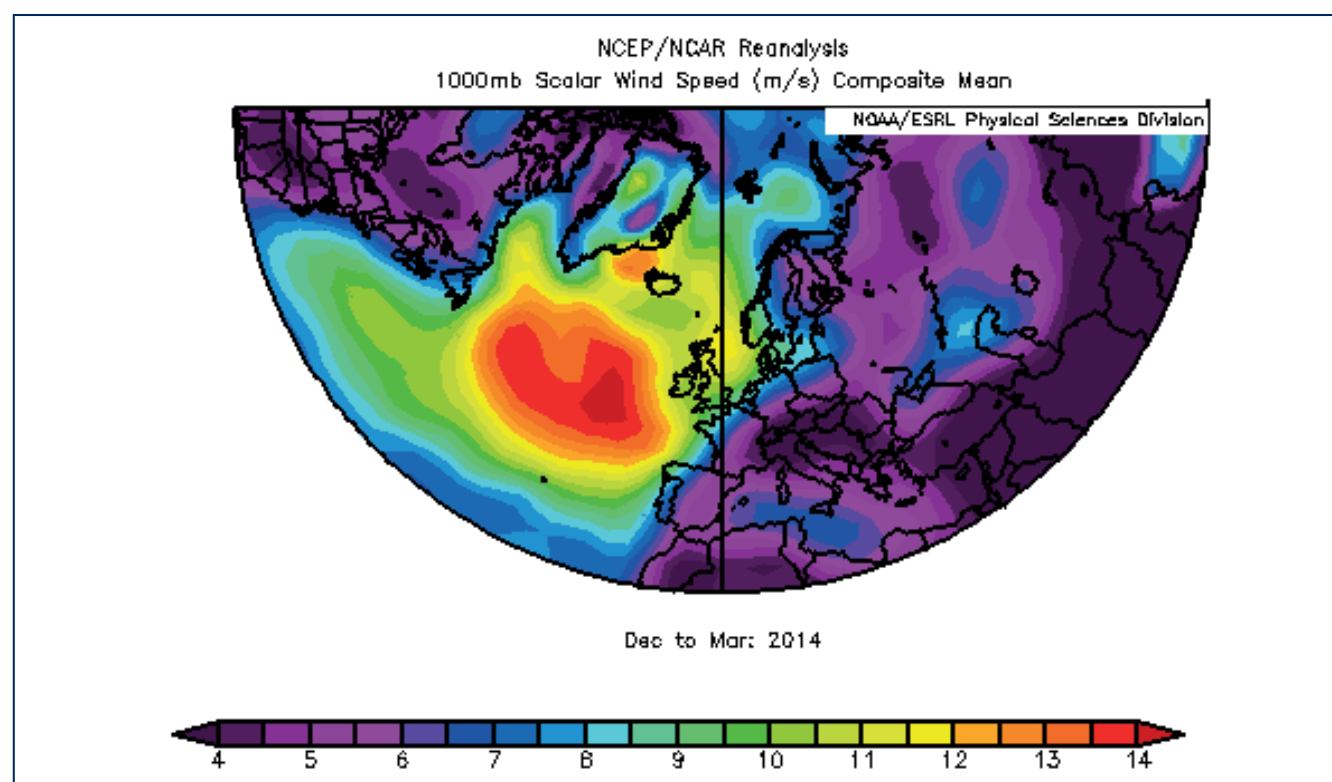 NCEP/NCAR Reanalysis
1000mb Scalar Wind Speed (m/s) Composite Mean
NOAA/ESRL Physical Sciences Division
Dec to Mar: 2014
4 5 6 7 8 9 10 11 12 13 14